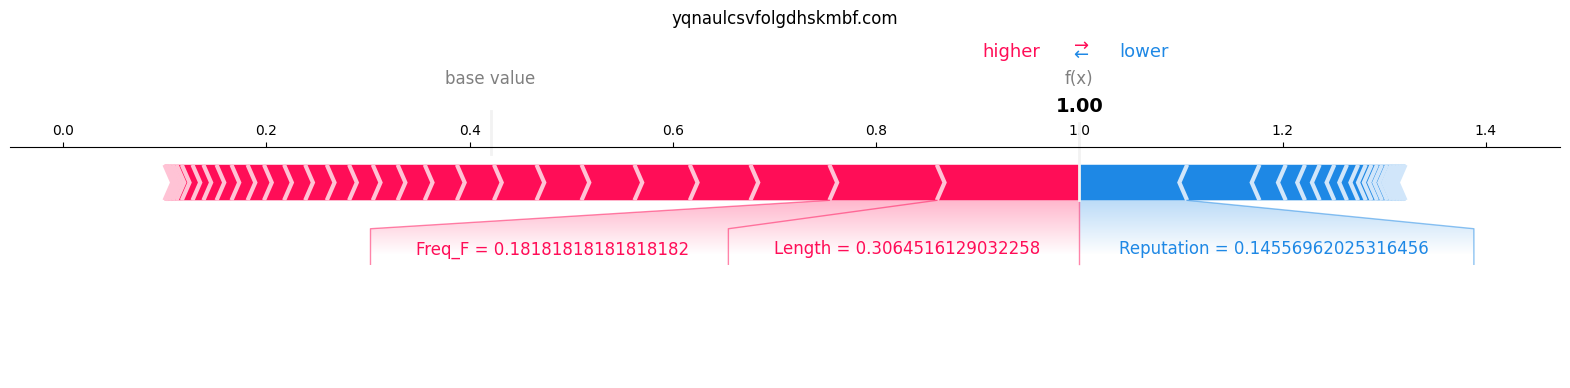 yqnaulcsvfolgdhskmbf.com
higher ⇄ lower
base value f(x)
1.00
0.0 0.2 0.4 0.6 0.8 1.0 1.2 1.4
Freq_F = 0.18181818181818182 Length = 0.3064516129032258 Reputation = 0.14556962025316456